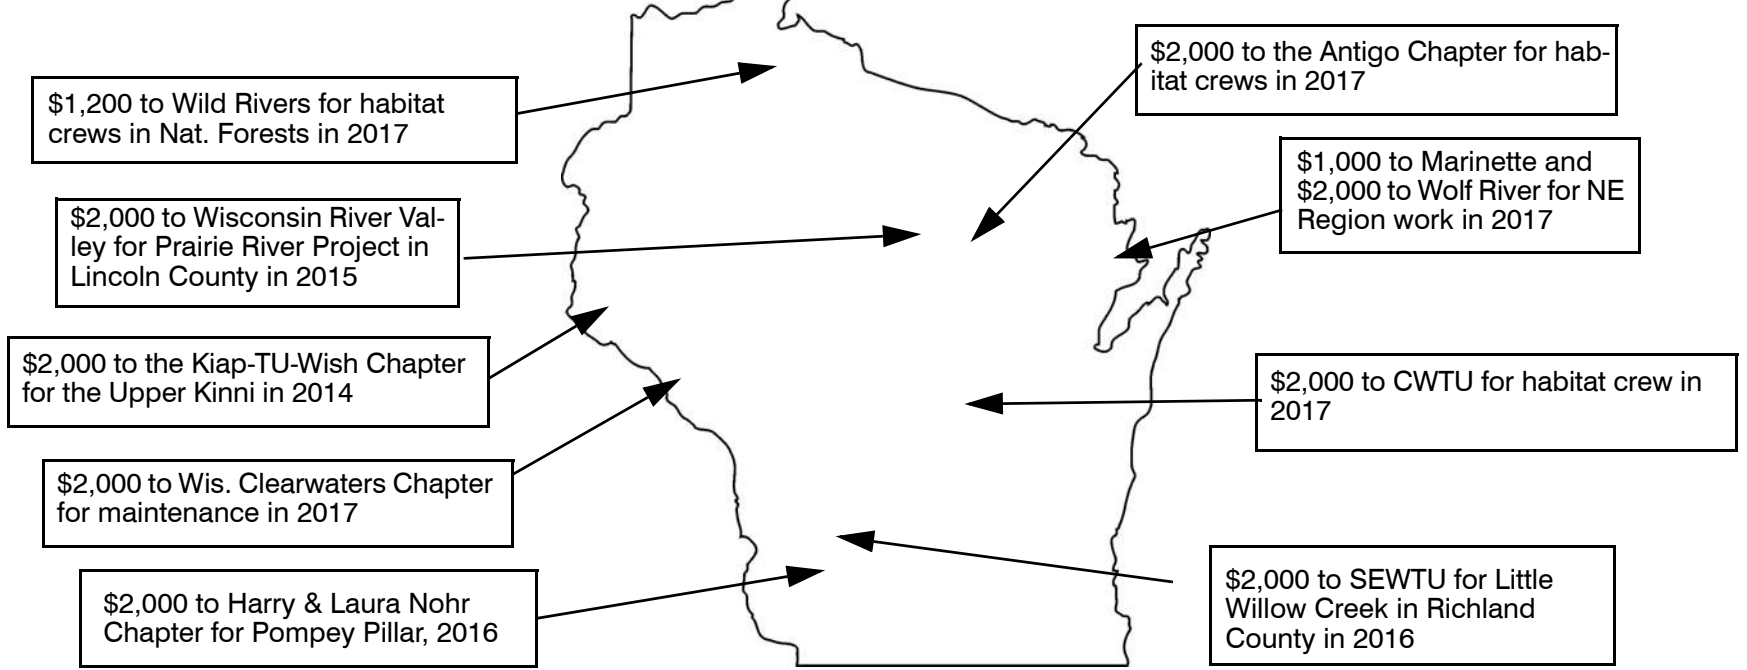 $1,200 to Wild Rivers for habitat
crews in Nat. Forests in 2017
$2,000 to Wisconsin River Val-
ley for Prairie River Project in
Lincoln County in 2015
$2,000 to the Kiap-TU-Wish Chapter
for the Upper Kinni in 2014
$2,000 to Wis. Clearwaters Chapter
for maintenance in 2017
$2,000 to Harry & Laura Nohr
Chapter for Pompey Pillar, 2016
$2,000 to the Antigo Chapter for hab-
itat crews in 2017
$1,000 to Marinette and
$2,000 to Wolf River for NE
Region work in 2017
$2,000 to CWTU for habitat crew in
2017
$2,000 to SEWTU for Little
Willow Creek in Richland
County in 2016